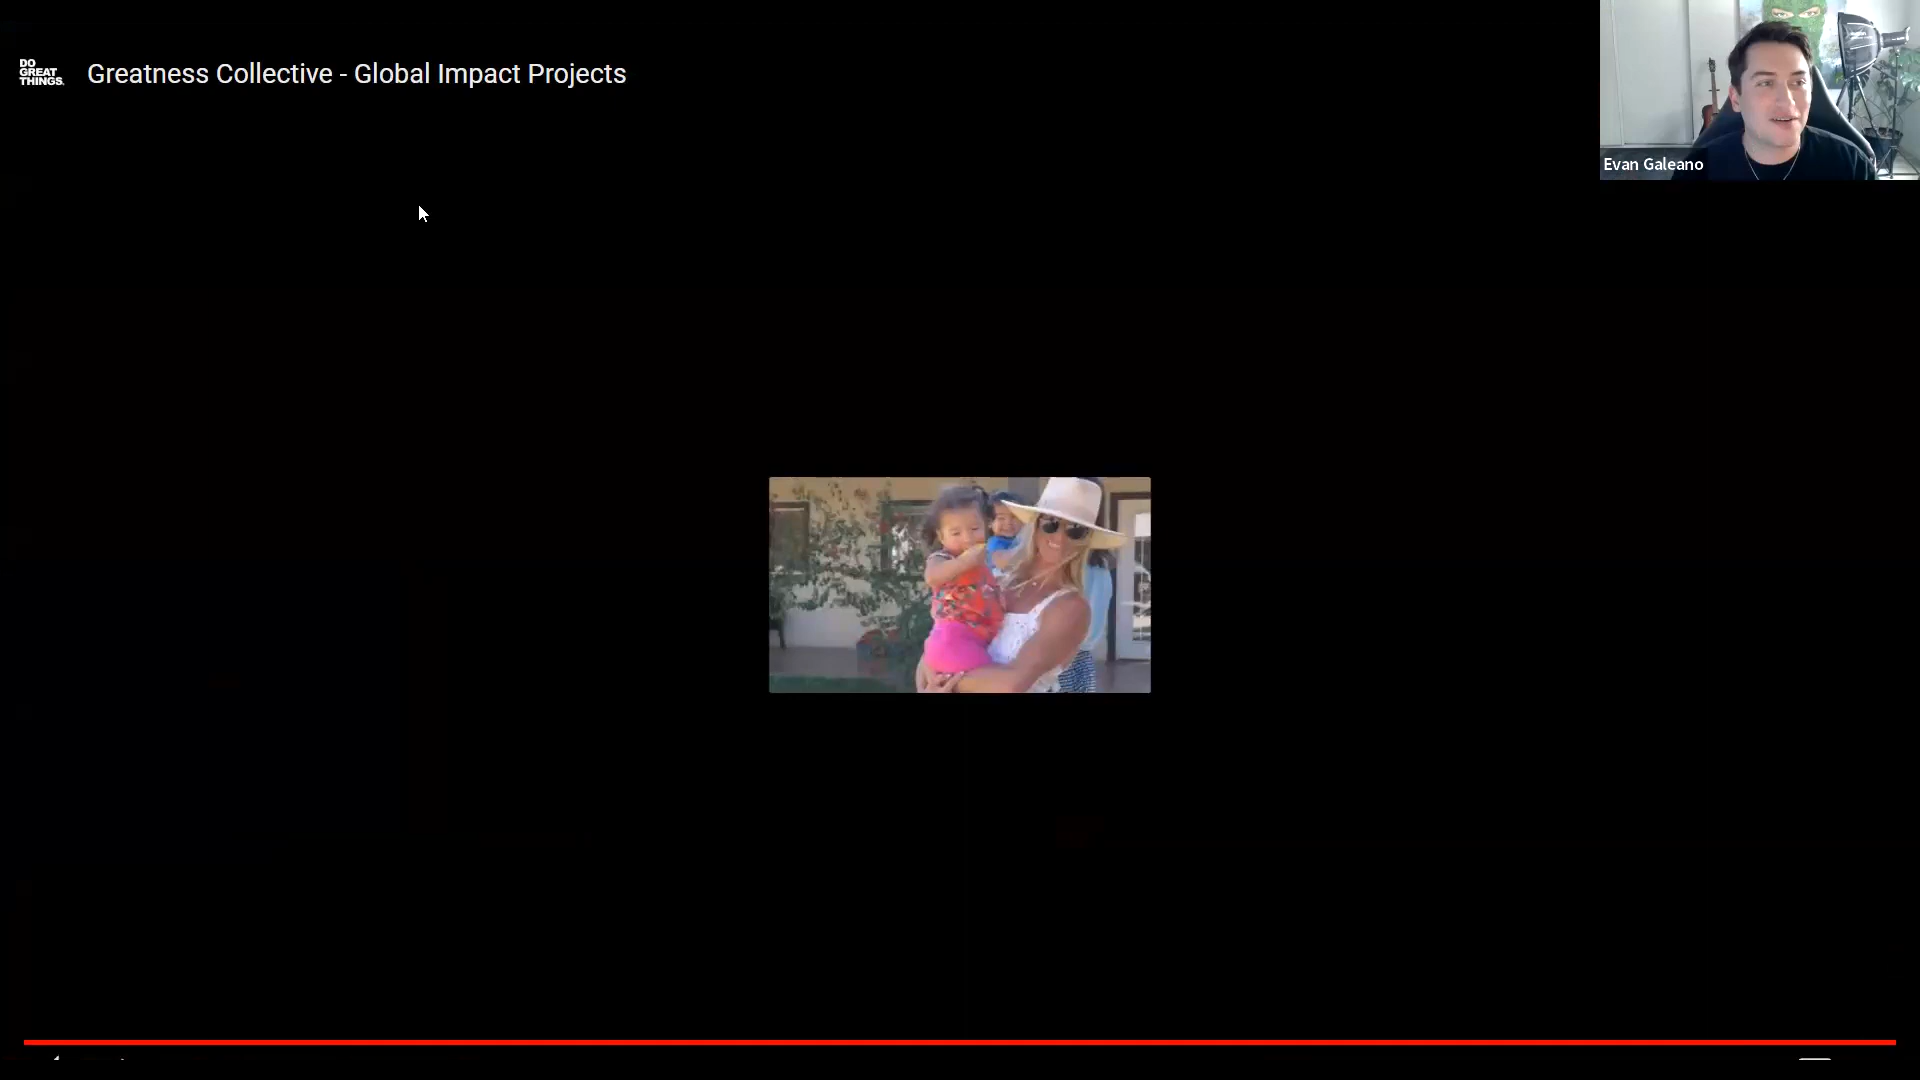 DO
GREAT
THINGS.
Greatness Collective - Global Impact Projects
Evan Galeano